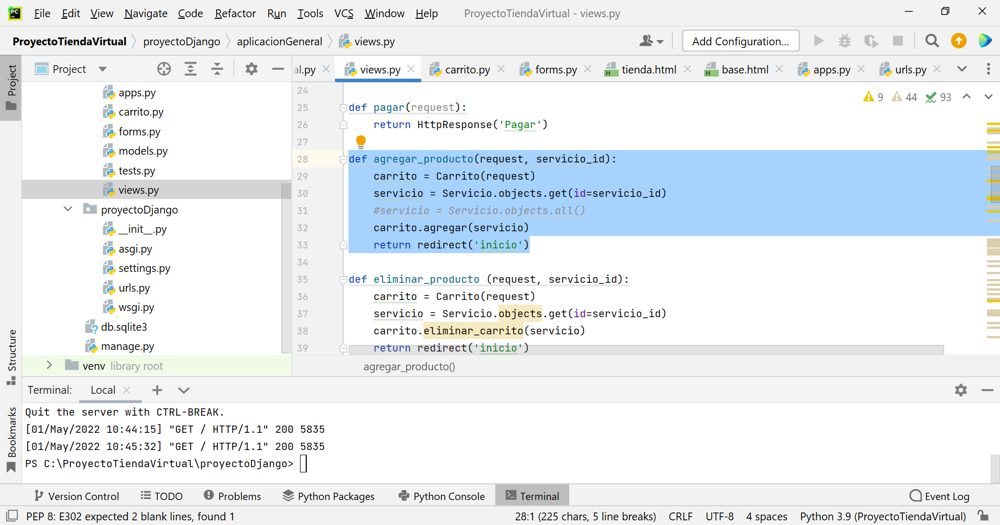 File Edit View Navigate Code Refactor Run Tools VCS Window Help ProyectoTiendaVirtual - views.py
ProyectoTiendaVirtual proyectoDjango aplicacionGeneral views.py Add Configuration...
Project
Project
al.py views.py carrito.py forms.py tienda.html base.html apps.py urls.py
apps.py
carrito.py
forms.py
models.py
tests.py
views.py
proyectoDjango
__init__.py
asgi.py
settings.py
urls.py
wsgi.py
db.sqlite3
manage.py
venv library root
9 44 93
24
25 def pagar(request):
26 return HttpResponse('Pagar')
27
28 def agregar_producto(request, servicio_id):
29 carrito = Carrito(request)
30 servicio = Servicio.objects.get(id=servicio_id)
31 #servicio = Servicio.objects.all()
32 carrito.agregar(servicio)
33 return redirect('inicio')
34
35 def eliminar_producto (request, servicio_id):
36 carrito = Carrito(request)
37 servicio = Servicio.objects.get(id=servicio_id)
38 carrito.eliminar_carrito(servicio)
39 return redirect('inicio')
agregar_producto()
Structure
Bookmarks
Terminal: Local
Quit the server with CTRL-BREAK.
[01/May/2022 10:44:15] "GET / HTTP/1.1" 200 5835
[01/May/2022 10:45:32] "GET / HTTP/1.1" 200 5835
PS C:\ProyectoTiendaVirtual\proyectoDjango>
Version Control TODO Problems Python Packages Python Console Terminal Event Log
PEP 8: E302 expected 2 blank lines, found 1 28:1 (225 chars, 5 line breaks) CRLF UTF-8 4 spaces Python 3.9 (ProyectoTiendaVirtual)